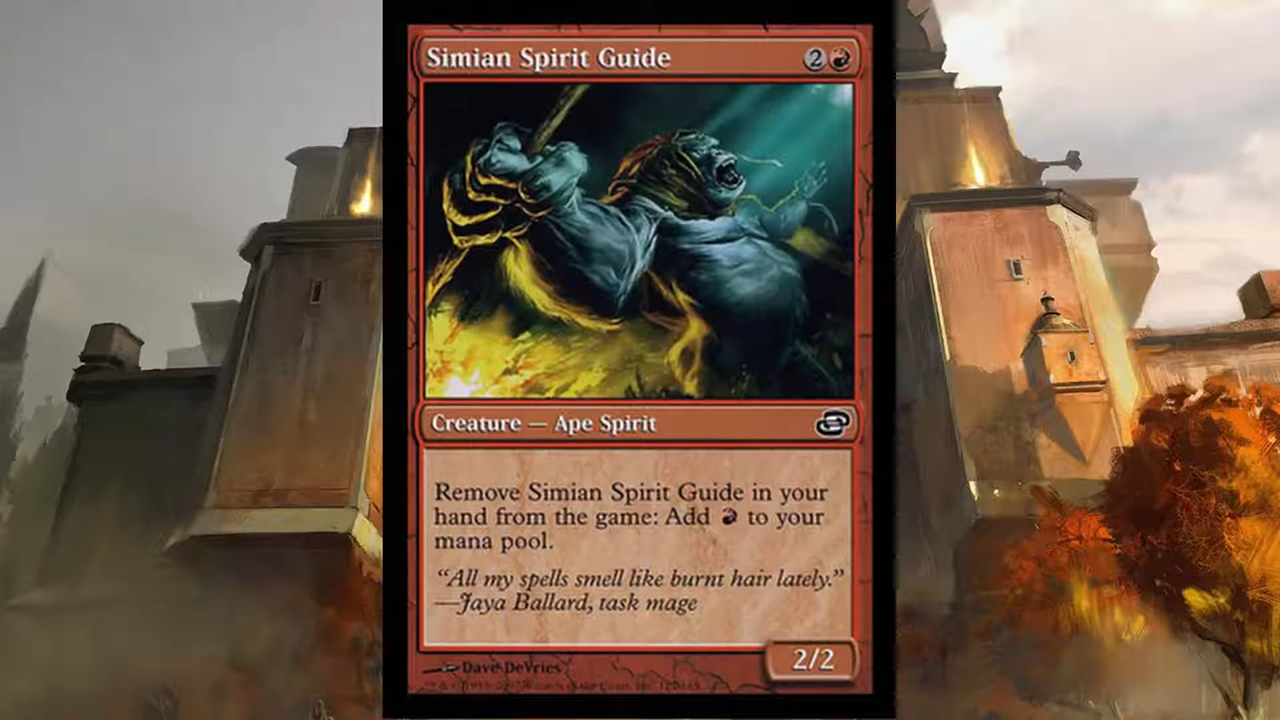 Simian Spirit Guide 2
Creature — Ape Spirit
Remove Simian Spirit Guide in your
hand from the game: Add to your
mana pool.
“All my spells smell like burnt hair lately.”
—Jaya Ballard, task mage
2/2
Dave DeVries